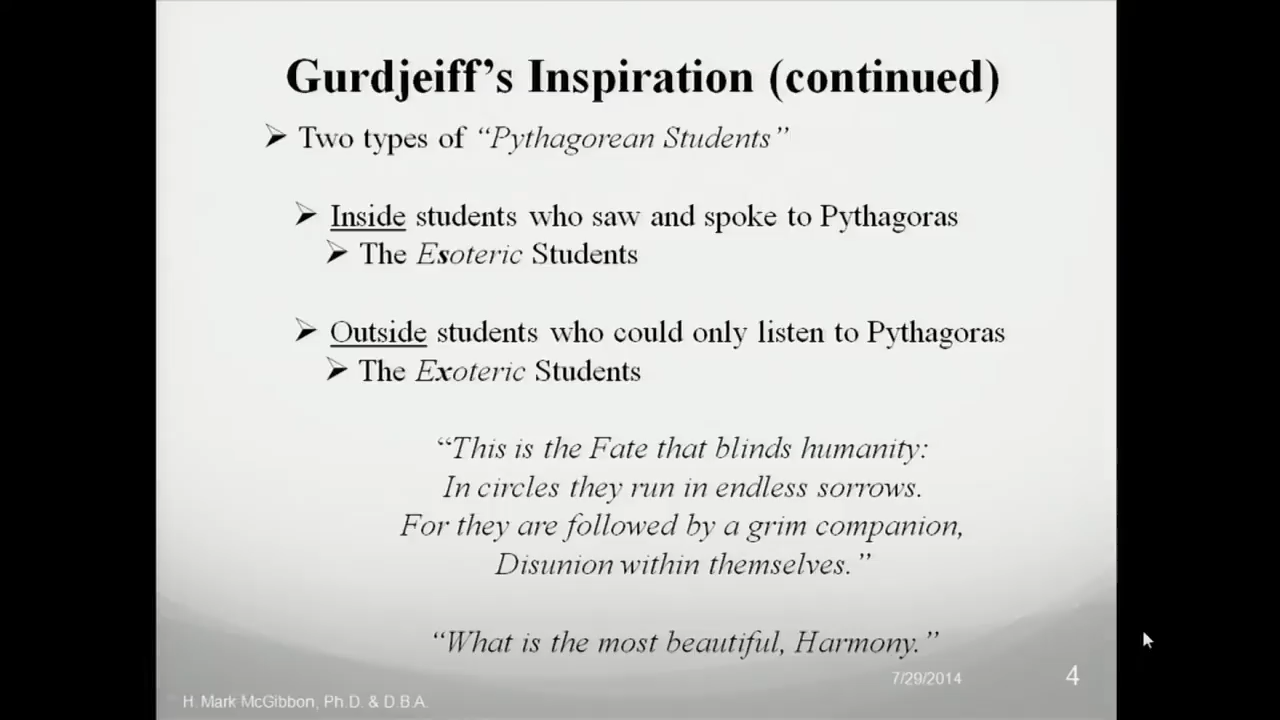 Gurdjeiff’s Inspiration (continued)
➢ Two types of “Pythagorean Students”
➢ Inside students who saw and spoke to Pythagoras
➢ The Esoteric Students
➢ Outside students who could only listen to Pythagoras
➢ The Exoteric Students
“This is the Fate that blinds humanity:
In circles they run in endless sorrows.
For they are followed by a grim companion,
Disunion within themselves.”
“What is the most beautiful, Harmony.”
7/29/2014
4
H. Mark McGibbon, Ph.D. & D.B.A.